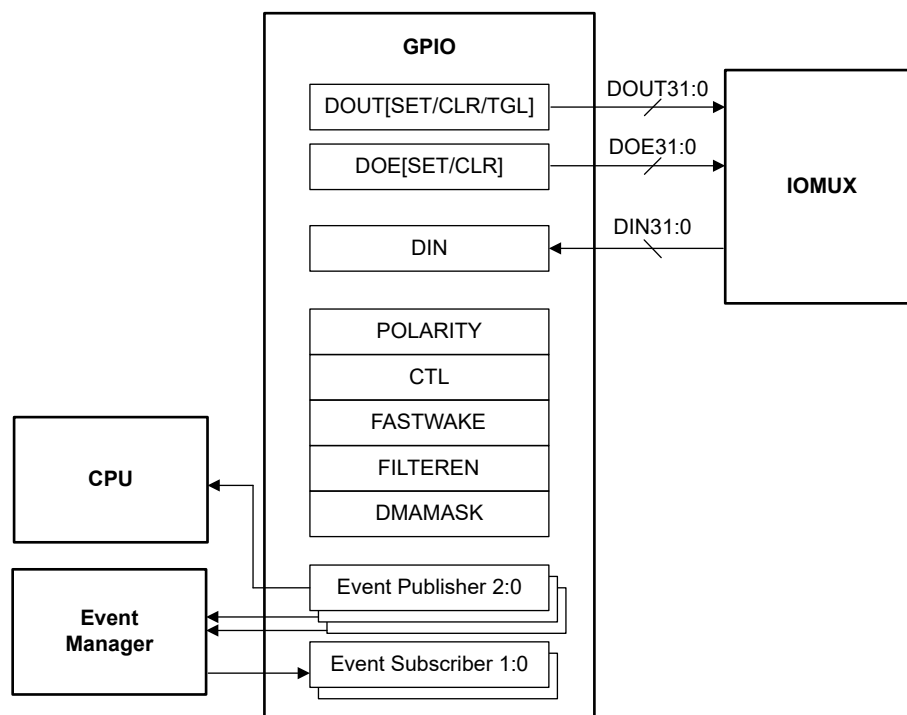 GPIO
DOUT[SET/CLR/TGL]
DOUT31:0
DOE[SET/CLR]
DOE31:0
IOMUX
DIN
DIN31:0
POLARITY
CTL
FASTWAKE
FILTEREN
DMAMASK
CPU
Event Publisher 2:0
Event
Manager
Event Subscriber 1:0